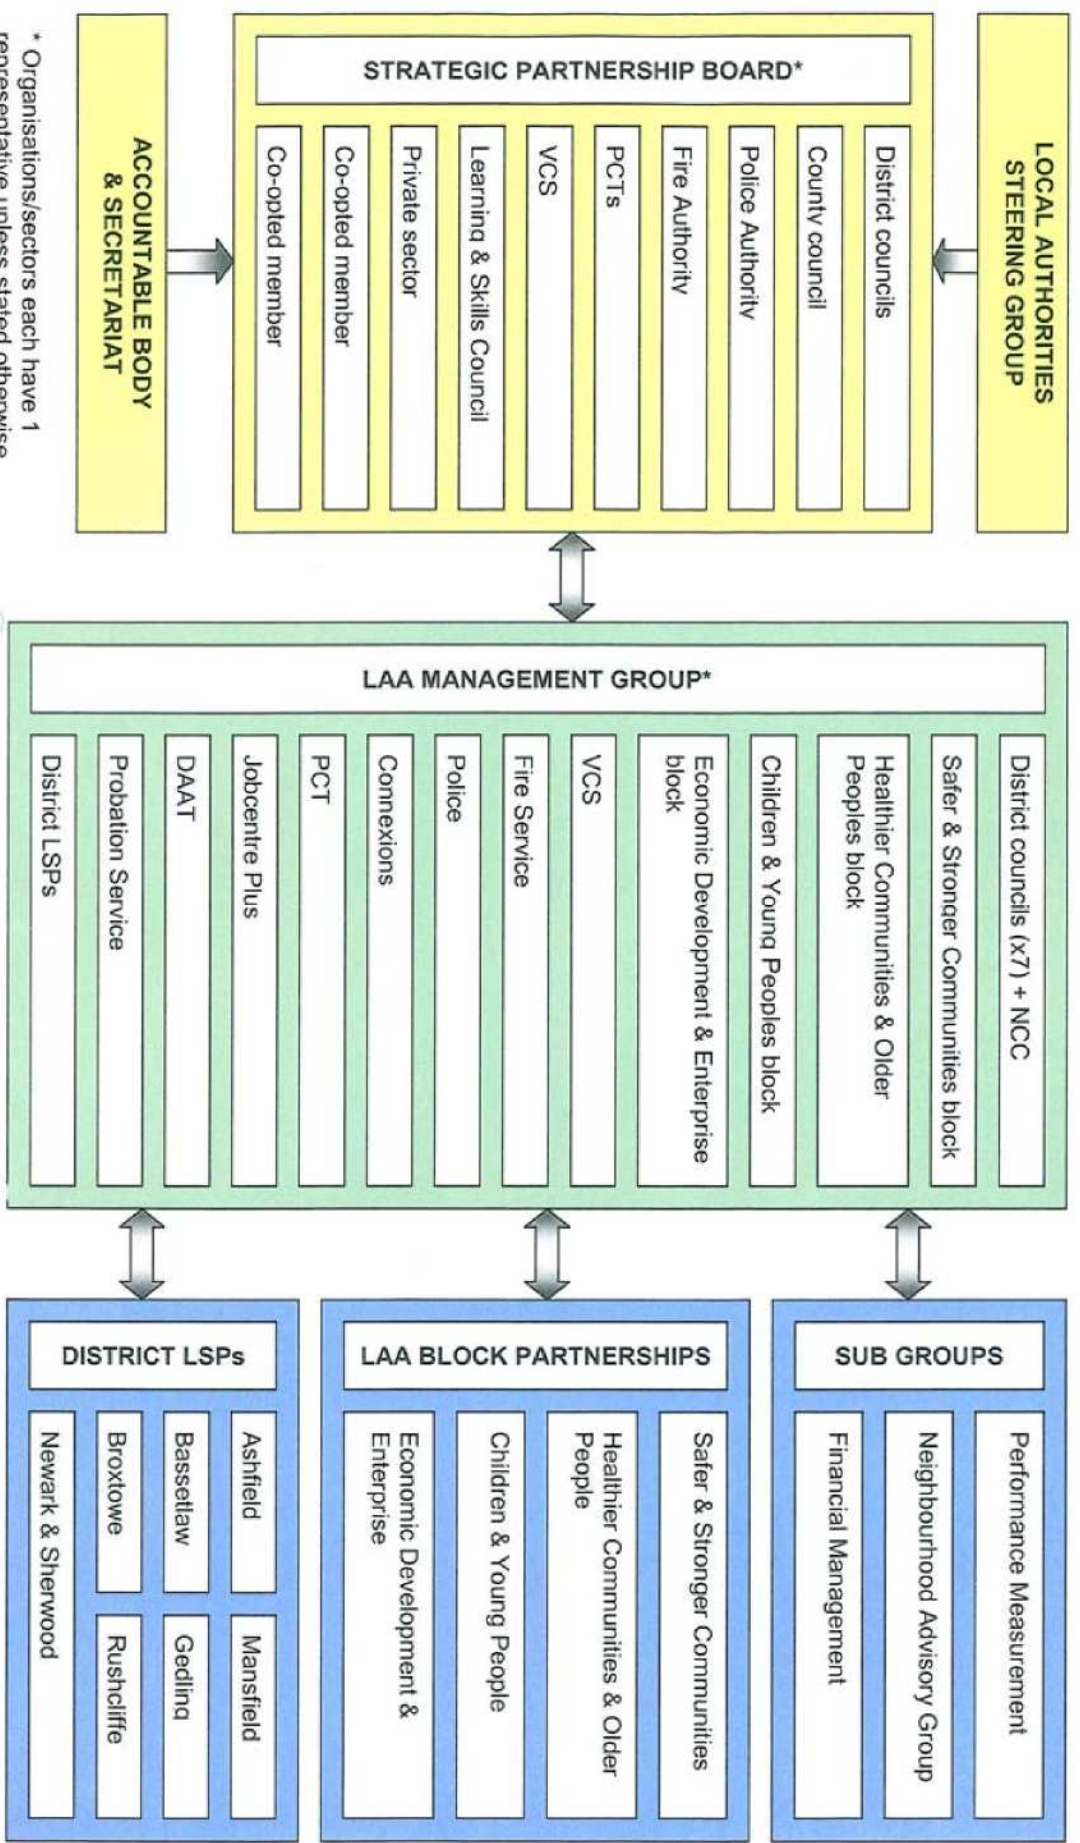 LOCAL AUTHORITIES
STEERING GROUP
STRATEGIC PARTNERSHIP BOARD*
District councils
County council
Police Authority
Fire Authority
PCTs
VCS
Learning & Skills Council
Private sector
Co-opted member
Co-opted member
ACCOUNTABLE BODY
& SECRETARIAT
* Organisations/sectors each have 1
representative unless stated otherwise
LAA MANAGEMENT GROUP*
District councils (x7) + NCC
Safer & Stronger Communities block
Healthier Communities & Older
Peoples block
Children & Young Peoples block
Economic Development & Enterprise
block
VCS
Fire Service
Police
Connexions
PCT
Jobcentre Plus
DAAT
Probation Service
District LSPs
SUB GROUPS
Performance Measurement
Neighbourhood Advisory Group
Financial Management
LAA BLOCK PARTNERSHIPS
Safer & Stronger Communities
Healthier Communities & Older
People
Children & Young People
Economic Development &
Enterprise
DISTRICT LSPs
Ashfield
Mansfield
Bassetlaw
Gedling
Broxtowe
Rushcliffe
Newark & Sherwood